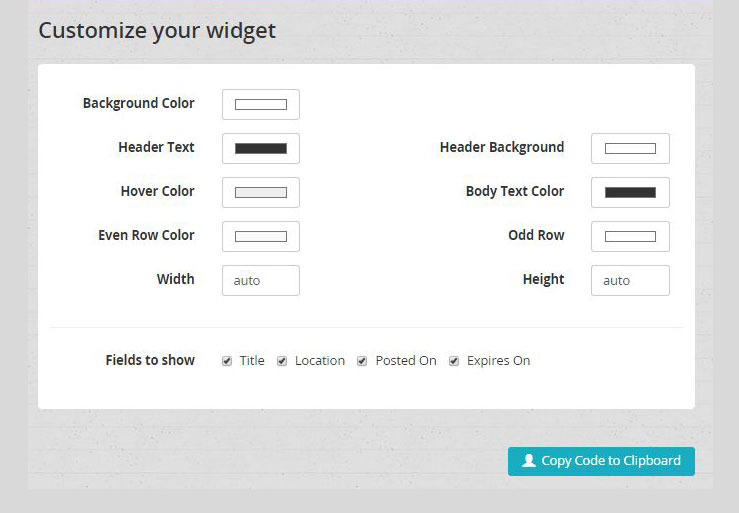 Customize your widget
Background Color
Header Text Header Background
Hover Color Body Text Color
Even Row Color Odd Row
Width auto Height auto
Fields to show Title Location Posted On Expires On
Copy Code to Clipboard